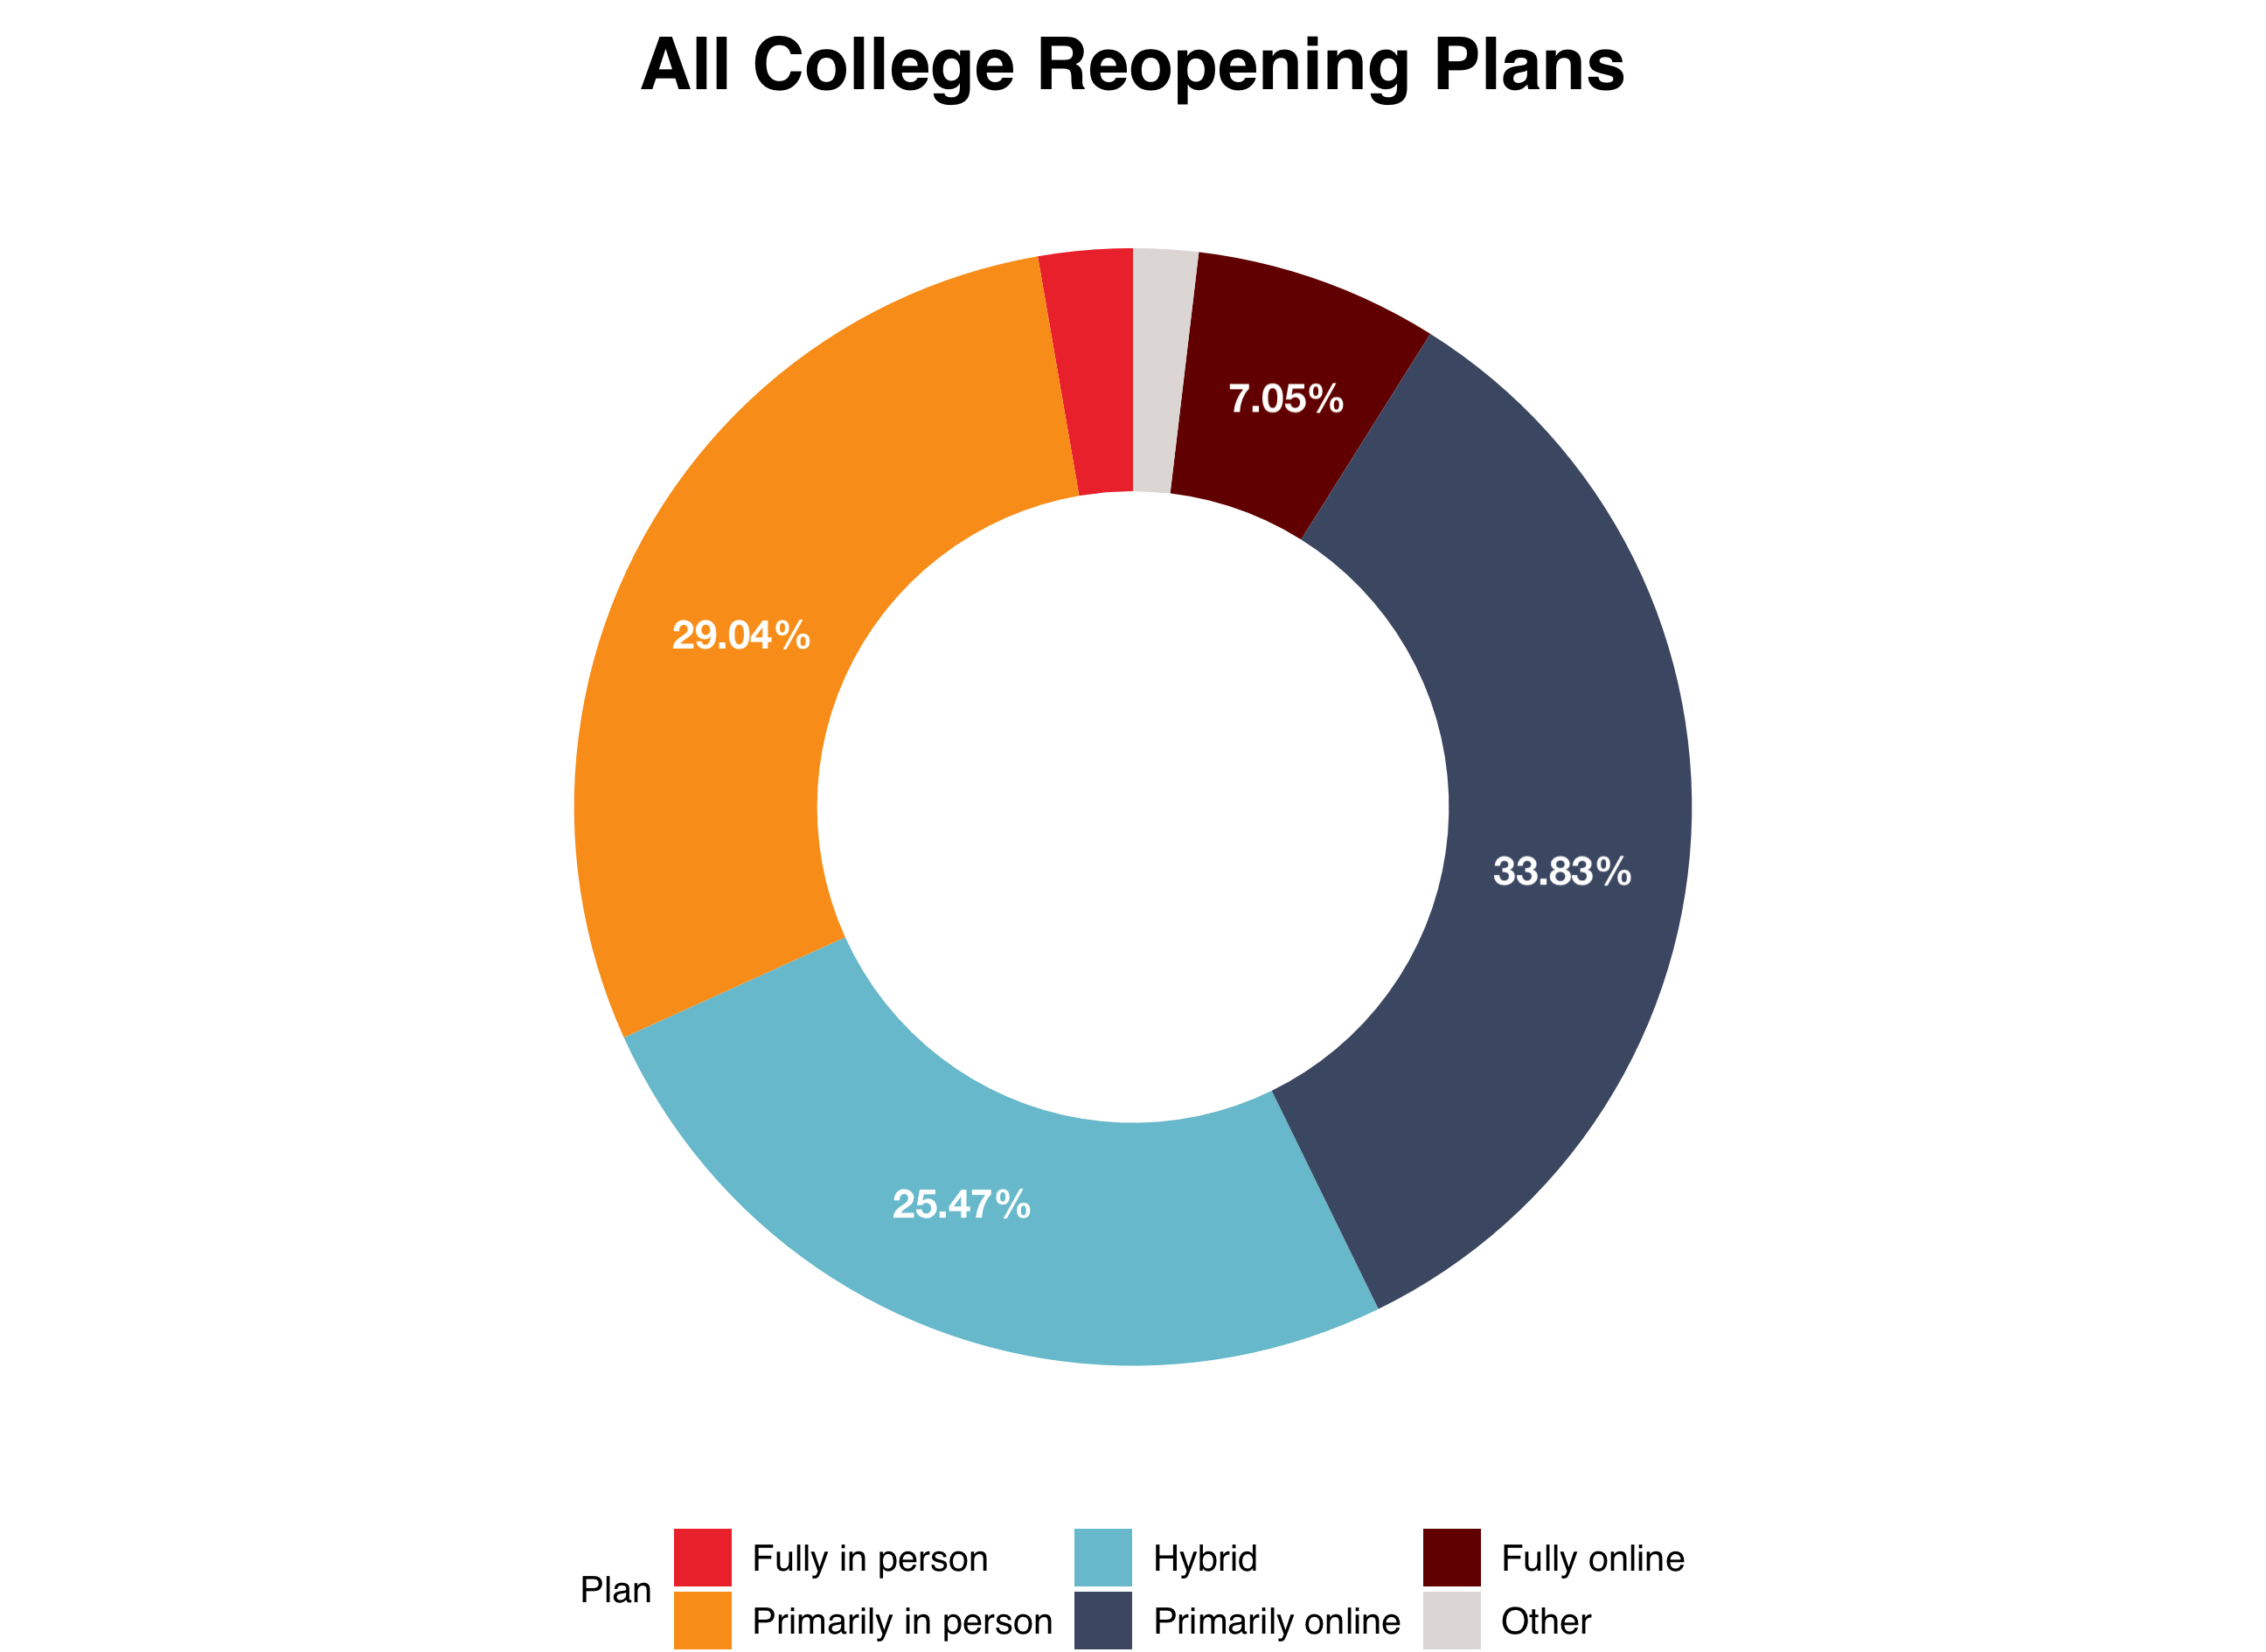 All College Reopening Plans
7.05%
29.04%
33.83%
25.47%
Plan
Fully in person
Hybrid
Fully online
Primarily in person
Primarily online
Other